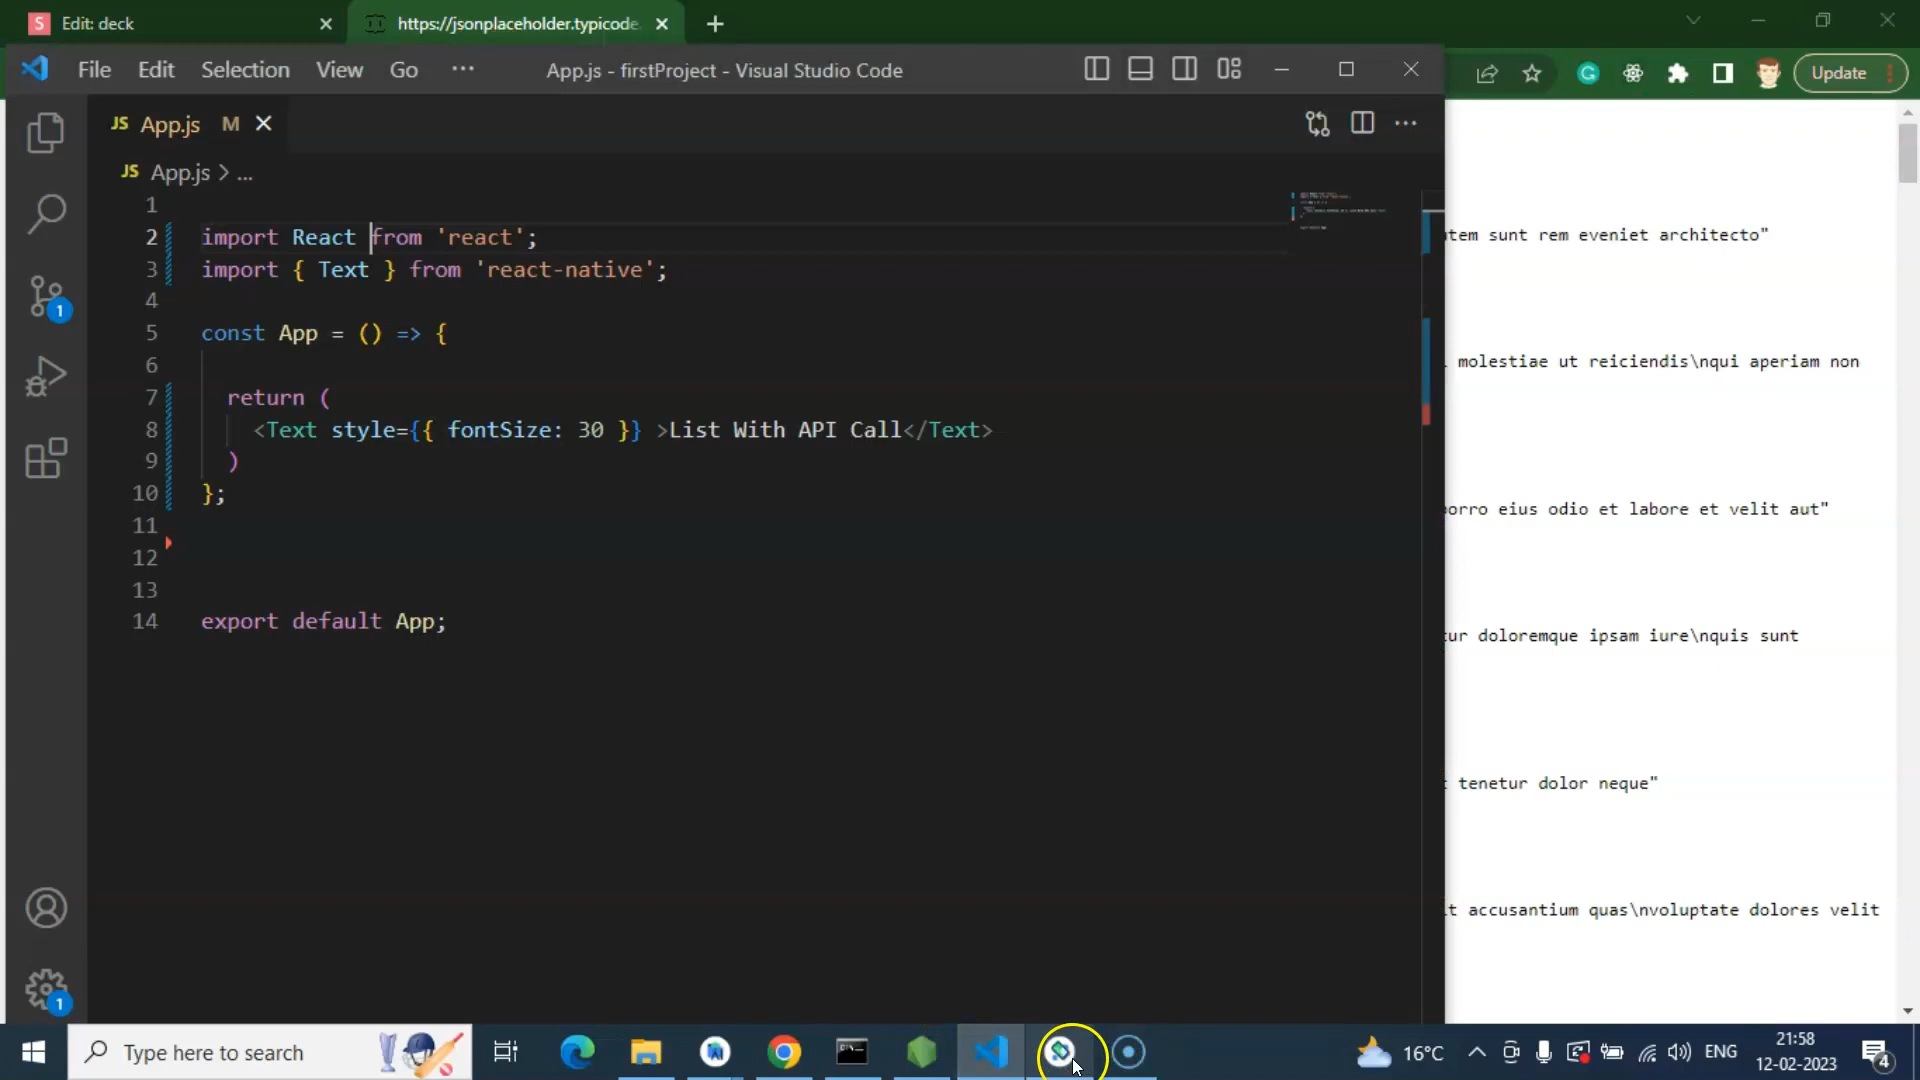 S Edit: deck
https://jsonplaceholder.typicode.
File Edit Selection View Go ···
App.js - firstProject - Visual Studio Code
Update
JS App.js M
JS App.js > ...
1
2 import React from 'react';
3 import { Text } from 'react-native';
4
5 const App = () => {
6
7 return (
8 <Text style={{ fontSize: 30 }} >List With API Call</Text>
9 )
10 };
11
12
13
14 export default App;
tem sunt rem eveniet architecto"
molestiae ut reiciendis\nqui aperiam non
orro eius odio et labore et velit aut"
ur doloremque ipsam iure\nquis sunt
t tenetur dolor neque"
it accusantium quas\nvoluptate dolores velit
1
1
Type here to search
16°C
ENG
21:58
12-02-2023
4